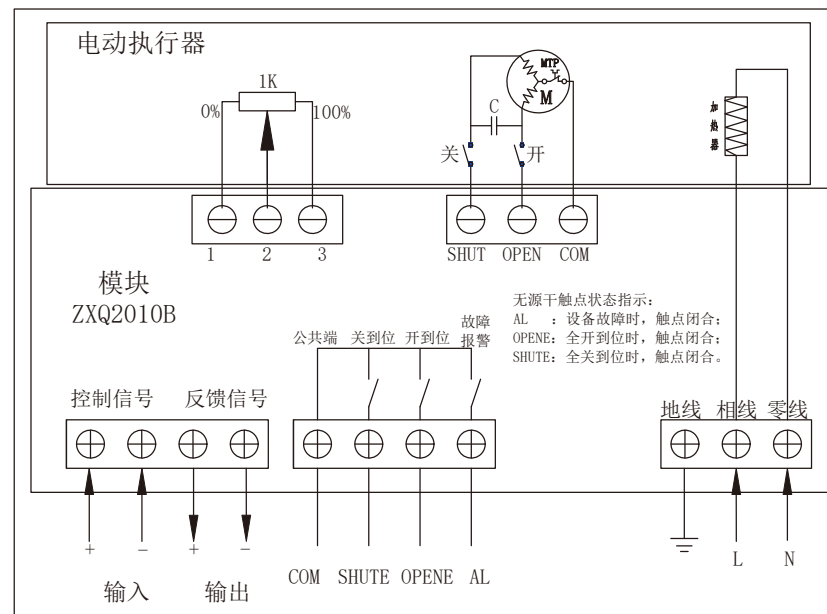 电动执行器
1K
0%
100%
1
2
3
C
MTP
M
关
开
SHUT
OPEN
COM
加热器
模块
ZXQ2010B
无源干触点状态指示：
AL ：设备故障时，触点闭合；
OPENE：全开到位时，触点闭合；
SHUTE：全关到位时，触点闭合。
公共端
关到位
开到位
故障
报警
控制信号
反馈信号
地线
相线
零线
+
-
+
-
输入
输出
COM
SHUTE
OPENE
AL
L
N